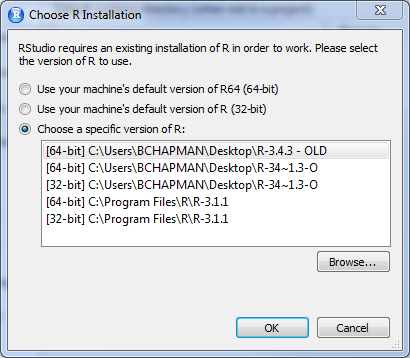 Choose R Installation
RStudio requires an existing installation of R in order to work. Please select
the version of R to use.
Use your machine's default version of R64 (64-bit)
Use your machine's default version of R (32-bit)
Choose a specific version of R:
[64-bit] C:\Users\BCHAPMAN\Desktop\R-3.4.3 - OLD
[64-bit] C:\Users\BCHAPMAN\Desktop\R-34~1.3-O
[32-bit] C:\Users\BCHAPMAN\Desktop\R-34~1.3-O
[64-bit] C:\Program Files\R\R-3.1.1
[32-bit] C:\Program Files\R\R-3.1.1
Browse...
OK
Cancel